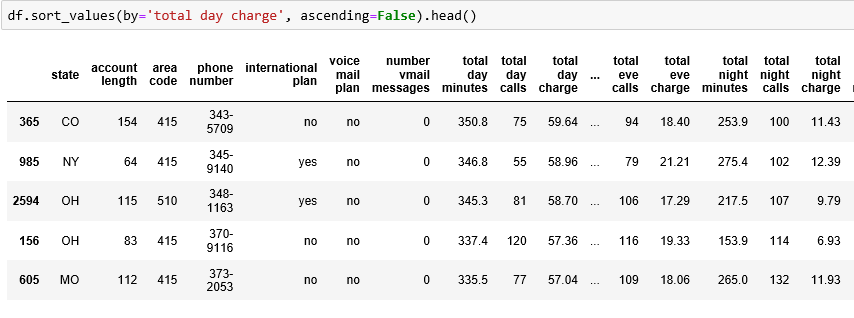 df.sort_values(by='total day charge', ascending=False).head()
state account length area code phone number international plan voice mail plan number vmail messages total day minutes total day calls total day charge ... total eve calls total eve charge total night minutes total night calls total night charge
365 CO 154 415 343-5709 no no 0 350.8 75 59.64 ... 94 18.40 253.9 100 11.43
985 NY 64 415 345-9140 yes no 0 346.8 55 58.96 ... 79 21.21 275.4 102 12.39
2594 OH 115 510 348-1163 yes no 0 345.3 81 58.70 ... 106 17.29 217.5 107 9.79
156 OH 83 415 370-9116 no no 0 337.4 120 57.36 ... 116 19.33 153.9 114 6.93
605 MO 112 415 373-2053 no no 0 335.5 77 57.04 ... 109 18.06 265.0 132 11.93